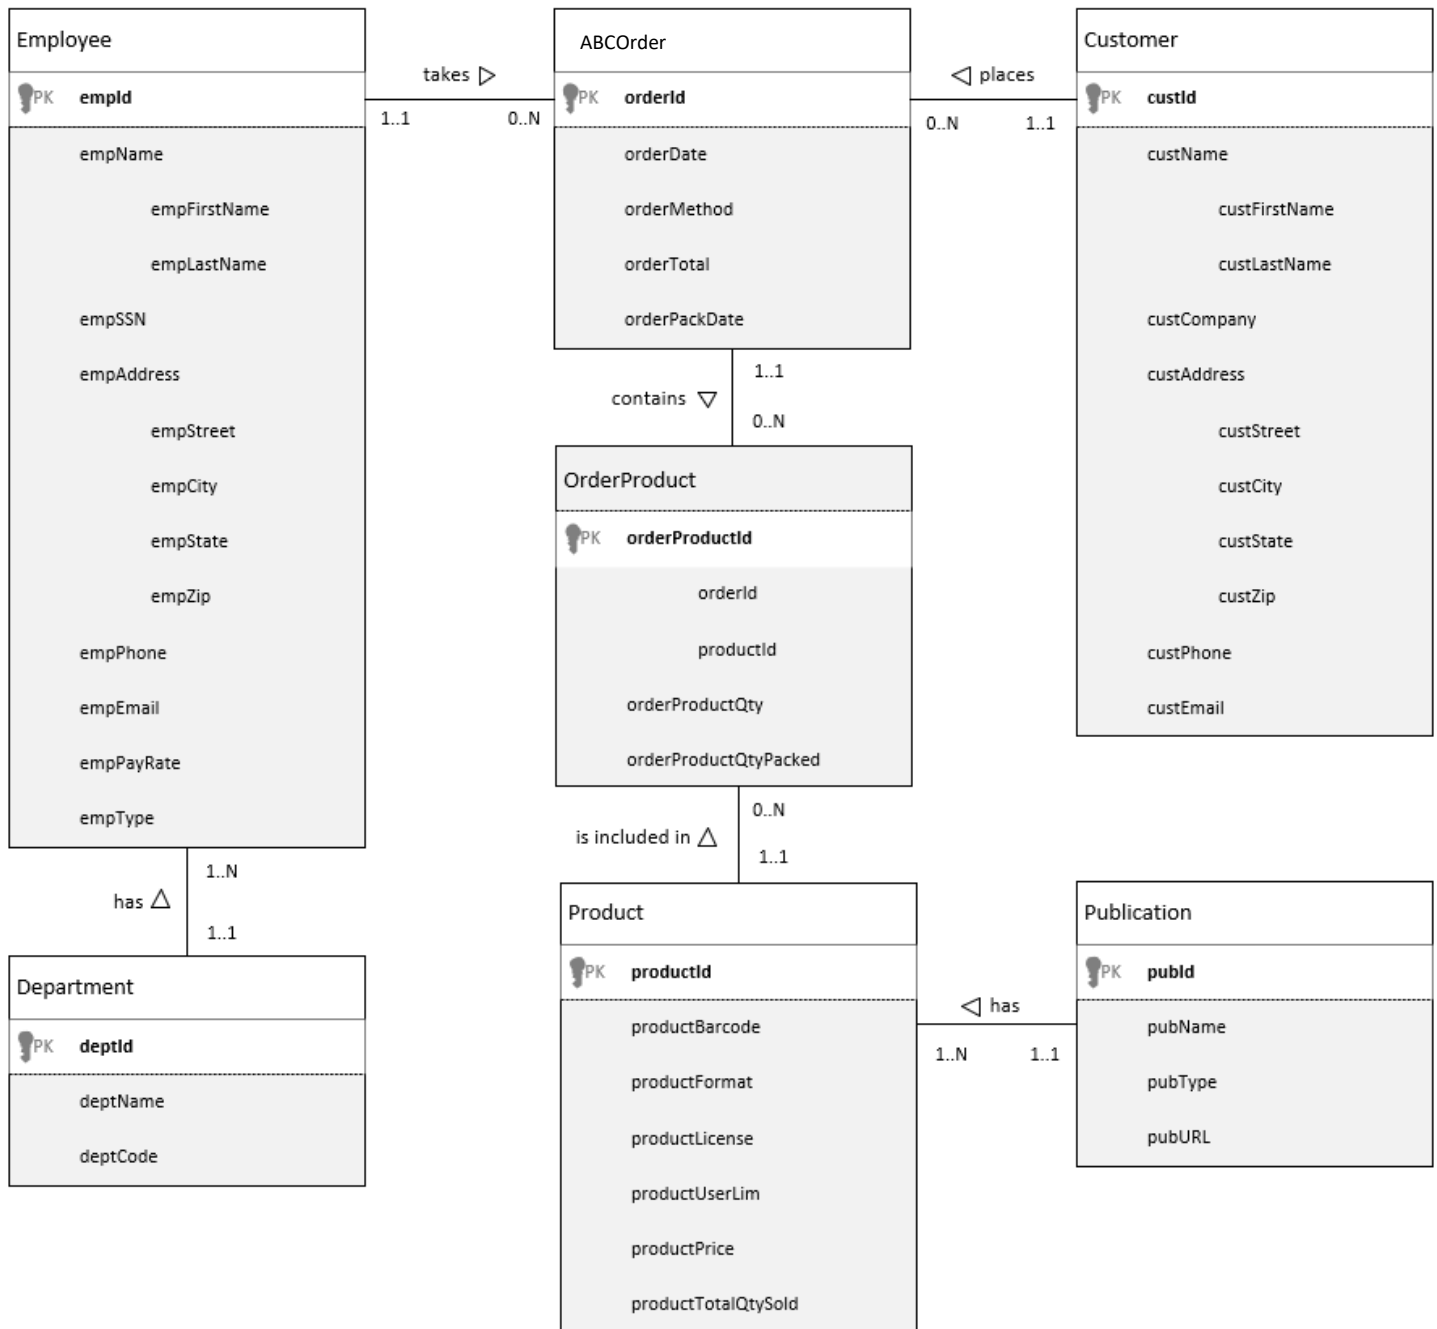 Employee
PK empId
empName
empFirstName
empLastName
empSSN
empAddress
empStreet
empCity
empState
empZip
empPhone
empEmail
empPayRate
empType
takes
1..1
0..N
ABCOrder
PK orderId
orderDate
orderMethod
orderTotal
orderPackDate
places
0..N
1..1
Customer
PK custId
custName
custFirstName
custLastName
custCompany
custAddress
custStreet
custCity
custState
custZip
custPhone
custEmail
1..1
contains
0..N
OrderProduct
PK orderProductId
orderId
productId
orderProductQty
orderProductQtyPacked
1..N
has
1..1
Department
PK deptId
deptName
deptCode
0..N
is included in
1..1
Product
PK productId
productBarcode
productFormat
productLicense
productUserLim
productPrice
productTotalQtySold
has
1..N
1..1
Publication
PK pubId
pubName
pubType
pubURL